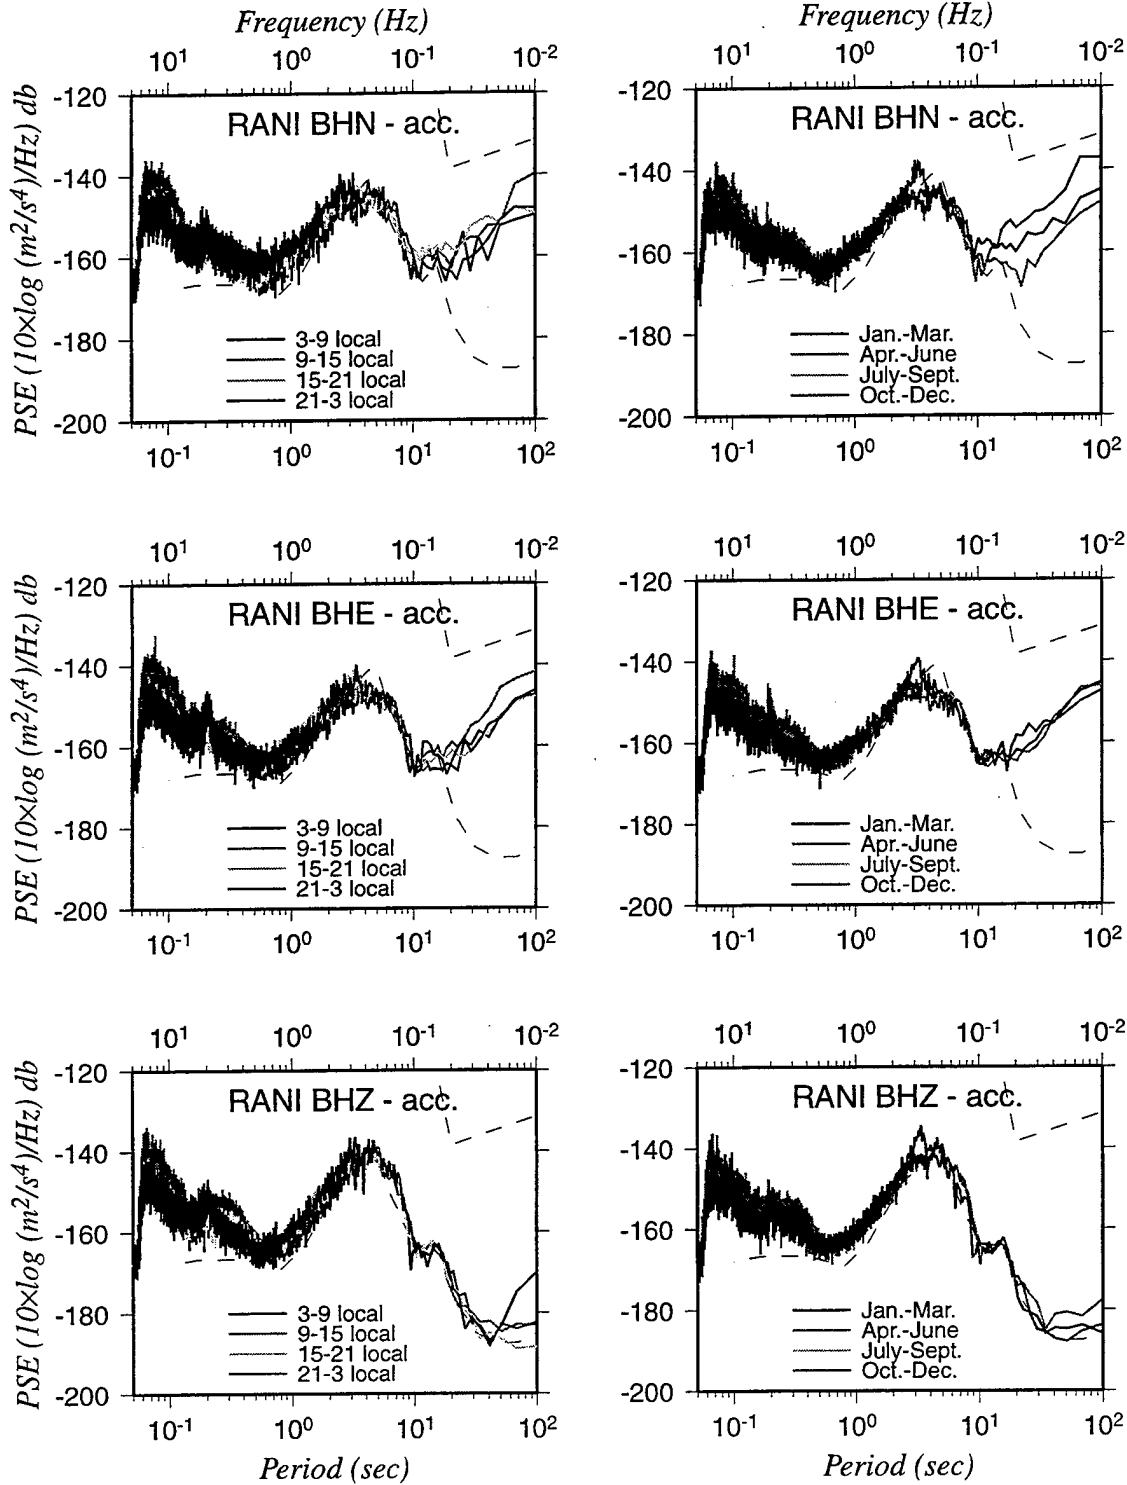 Frequency (Hz)
10¹ 10⁰ 10⁻¹ 10⁻²
PSE (10×log (m²/s⁴)/Hz) db
-120
-140
-160
-180
-200
RANI BHN - acc.
3-9 local
9-15 local
15-21 local
21-3 local
10⁻¹ 10⁰ 10¹ 10²
Frequency (Hz)
10¹ 10⁰ 10⁻¹ 10⁻²
-120
-140
-160
-180
-200
RANI BHN - acc.
Jan.-Mar.
Apr.-June
July-Sept.
Oct.-Dec.
10⁻¹ 10⁰ 10¹ 10²
10¹ 10⁰ 10⁻¹ 10⁻²
PSE (10×log (m²/s⁴)/Hz) db
-120
-140
-160
-180
-200
RANI BHE - acc.
3-9 local
9-15 local
15-21 local
21-3 local
10⁻¹ 10⁰ 10¹ 10²
10¹ 10⁰ 10⁻¹ 10⁻²
-120
-140
-160
-180
-200
RANI BHE - acc.
Jan.-Mar.
Apr.-June
July-Sept.
Oct.-Dec.
10⁻¹ 10⁰ 10¹ 10²
10¹ 10⁰ 10⁻¹ 10⁻²
PSE (10×log (m²/s⁴)/Hz) db
-120
-140
-160
-180
-200
RANI BHZ - acc.
3-9 local
9-15 local
15-21 local
21-3 local
10⁻¹ 10⁰ 10¹ 10²
Period (sec)
10¹ 10⁰ 10⁻¹ 10⁻²
-120
-140
-160
-180
-200
RANI BHZ - acc.
Jan.-Mar.
Apr.-June
July-Sept.
Oct.-Dec.
10⁻¹ 10⁰ 10¹ 10²
Period (sec)